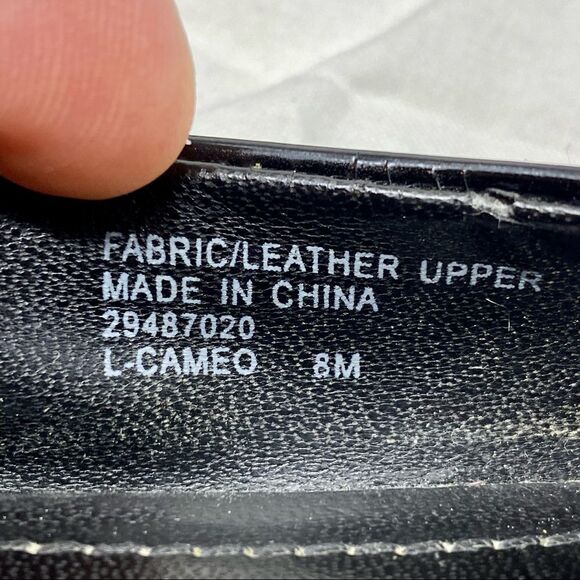 FABRIC/LEATHER UPPER
MADE IN CHINA
29487020
L-CAMEO 8M